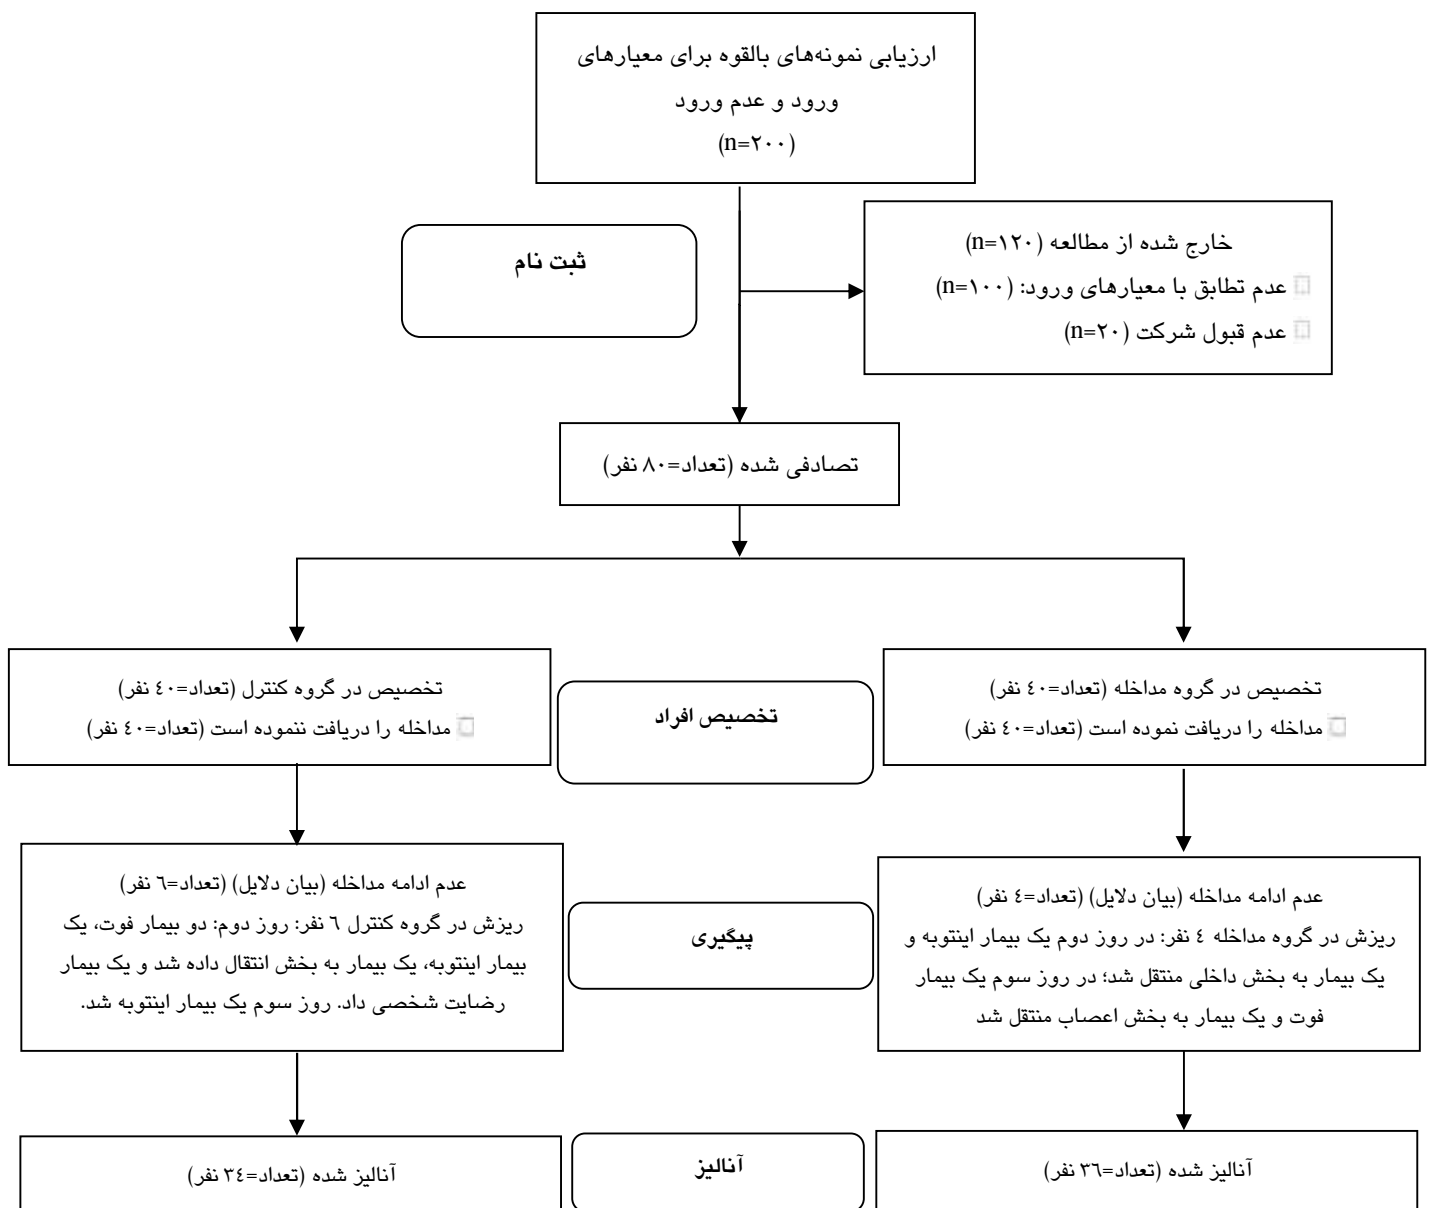 ارزیابی نمونه‌های بالقوه برای معیارهای
ورود و عدم ورود
(n=۲۰۰)
ثبت نام
خارج شده از مطالعه (n=۱۲۰)
عدم تطابق با معیارهای ورود: (n=۱۰۰)
عدم قبول شرکت (n=۲۰)
تصادفی شده (تعداد=۸۰ نفر)
تخصیص در گروه مداخله (تعداد=٤۰ نفر)
مداخله را دریافت نموده است (تعداد=٤۰ نفر)
تخصیص افراد
تخصیص در گروه کنترل (تعداد=٤۰ نفر)
مداخله را دریافت ننموده است (تعداد=٤۰ نفر)
عدم ادامه مداخله (بیان دلایل) (تعداد=٤ نفر)
ریزش در گروه مداخله ٤ نفر: در روز دوم یک بیمار اینتوبه و
یک بیمار به بخش داخلی منتقل شد؛ در روز سوم یک بیمار
فوت و یک بیمار به بخش اعصاب منتقل شد
پیگیری
عدم ادامه مداخله (بیان دلایل) (تعداد=٦ نفر)
ریزش در گروه کنترل ٦ نفر: روز دوم: دو بیمار فوت، یک
بیمار اینتوبه، یک بیمار به بخش انتقال داده شد و یک بیمار
رضایت شخصی داد. روز سوم یک بیمار اینتوبه شد.
آنالیز شده (تعداد=۳٦ نفر)
آنالیز
آنالیز شده (تعداد=۳٤ نفر)